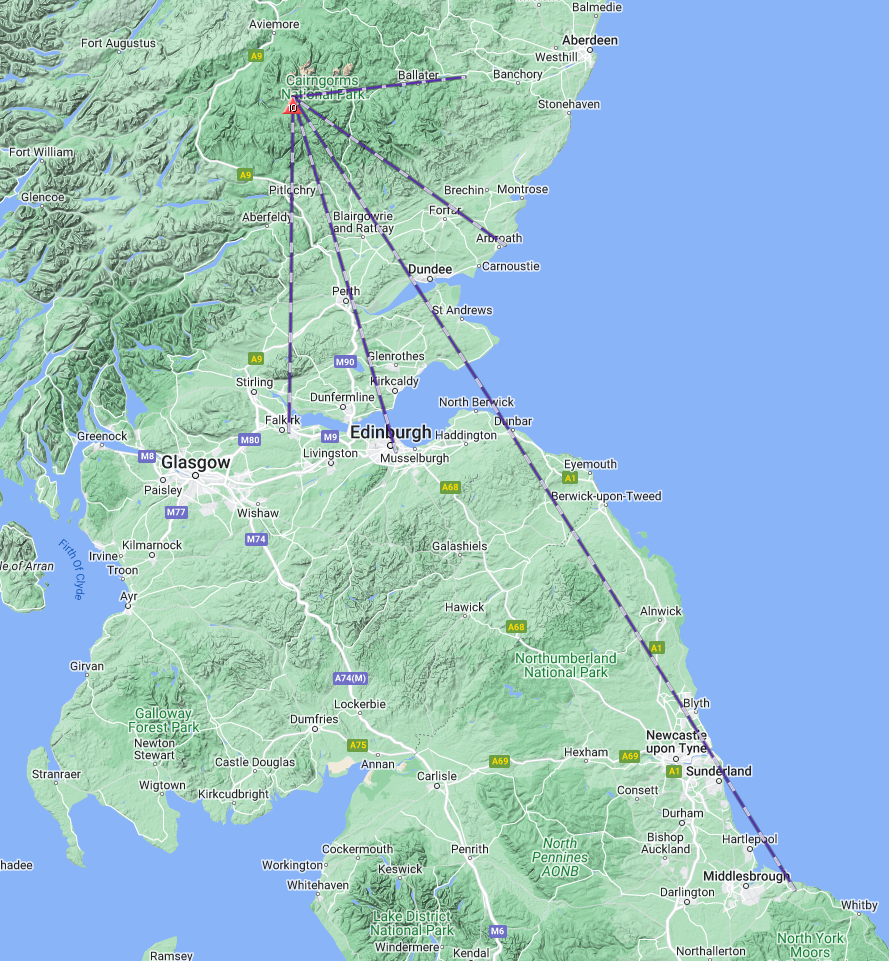 Balmedie
Aviemore
Fort Augustus
Aberdeen
A9
Westhill
Cairngorms
National Park
Ballater
Banchory
10
Stonehaven
Fort William
A9
Pitlochry
Brechin
Montrose
Glencoe
Aberfeldy
Blairgowrie
and Rattray
Forfar
Arbroath
Dundee
Carnoustie
Perth
St Andrews
A9
M90
Glenrothes
Stirling
Kirkcaldy
Dunfermline
North Berwick
Falkirk
Dunbar
Greenock
M80
M9
Edinburgh
Haddington
M8
Glasgow
Livingston
Musselburgh
Eyemouth
A1
Paisley
A68
Berwick-upon-Tweed
M77
Wishaw
M74
Kilmarnock
Galashiels
Irvine
le of Arran
Troon
Firth Of Clyde
Ayr
Hawick
Alnwick
A68
A1
Girvan
Northumberland
National Park
A74(M)
Lockerbie
Blyth
Galloway
Forest Park
Dumfries
Newcastle
upon Tyne
Newton
Stewart
A75
Castle Douglas
Annan
A69
Hexham
A69
Stranraer
Carlisle
A1
Sunderland
Wigtown
Kirkcudbright
Consett
Durham
Cockermouth
Penrith
North
Pennines
AONB
Bishop
Auckland
Hartlepool
hadee
Workington
Keswick
Whitehaven
Middlesbrough
Darlington
Whitby
Lake District
National Park
M6
Windermere
Kendal
Ramsey
Northallerton
North York
Moors